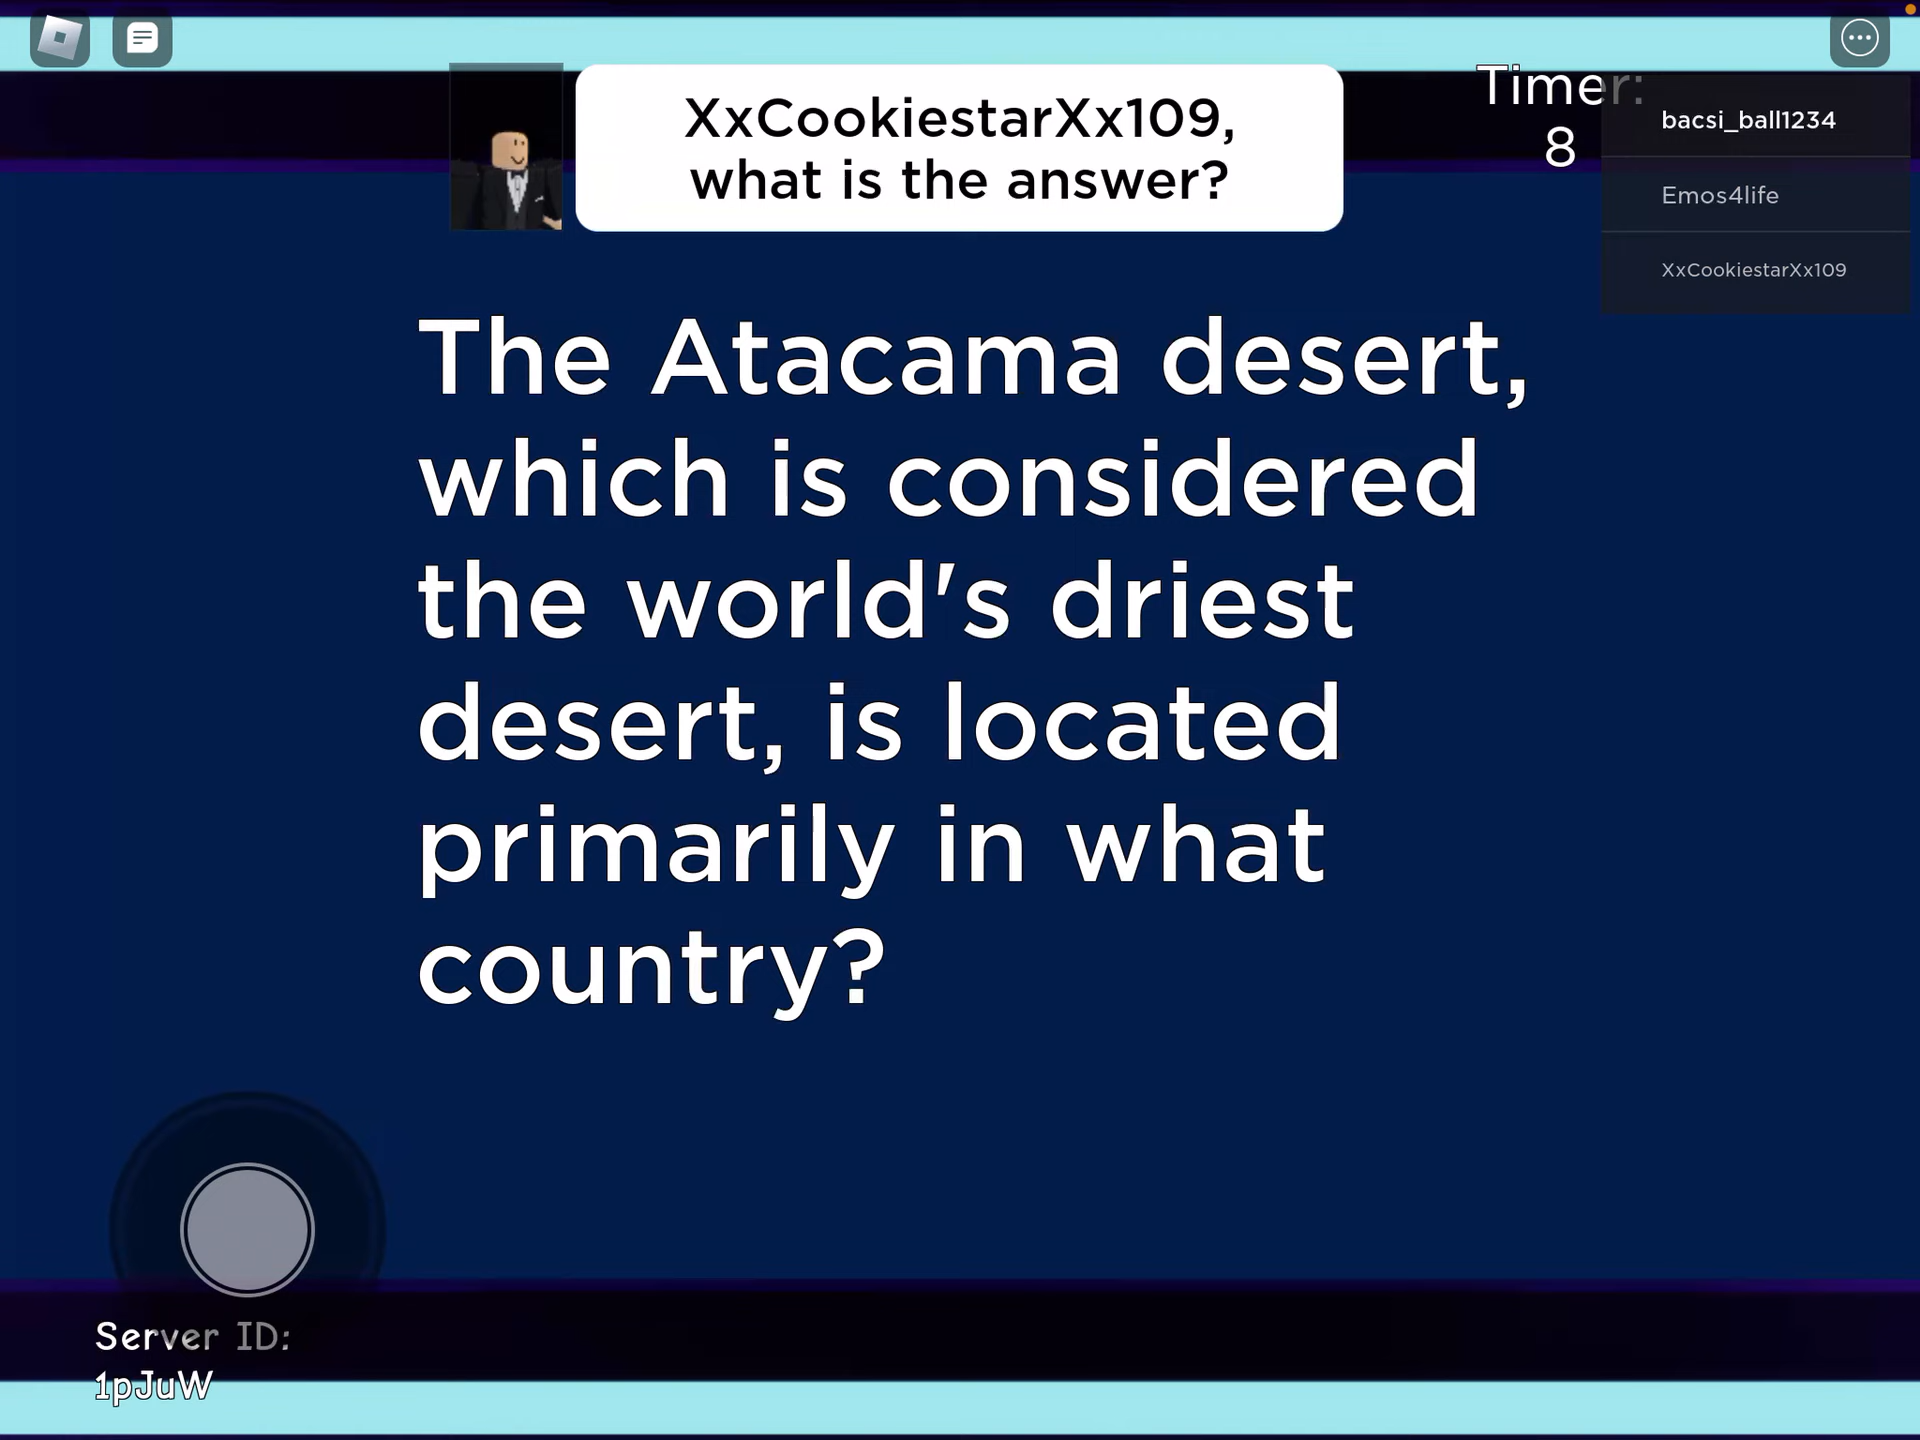 XxCookiestarXx109,
what is the answer?
Timer:
8
bacsi_ball1234
Emos4life
XxCookiestarXx109
The Atacama desert,
which is considered
the world's driest
desert, is located
primarily in what
country?
Server ID:
1pJuW